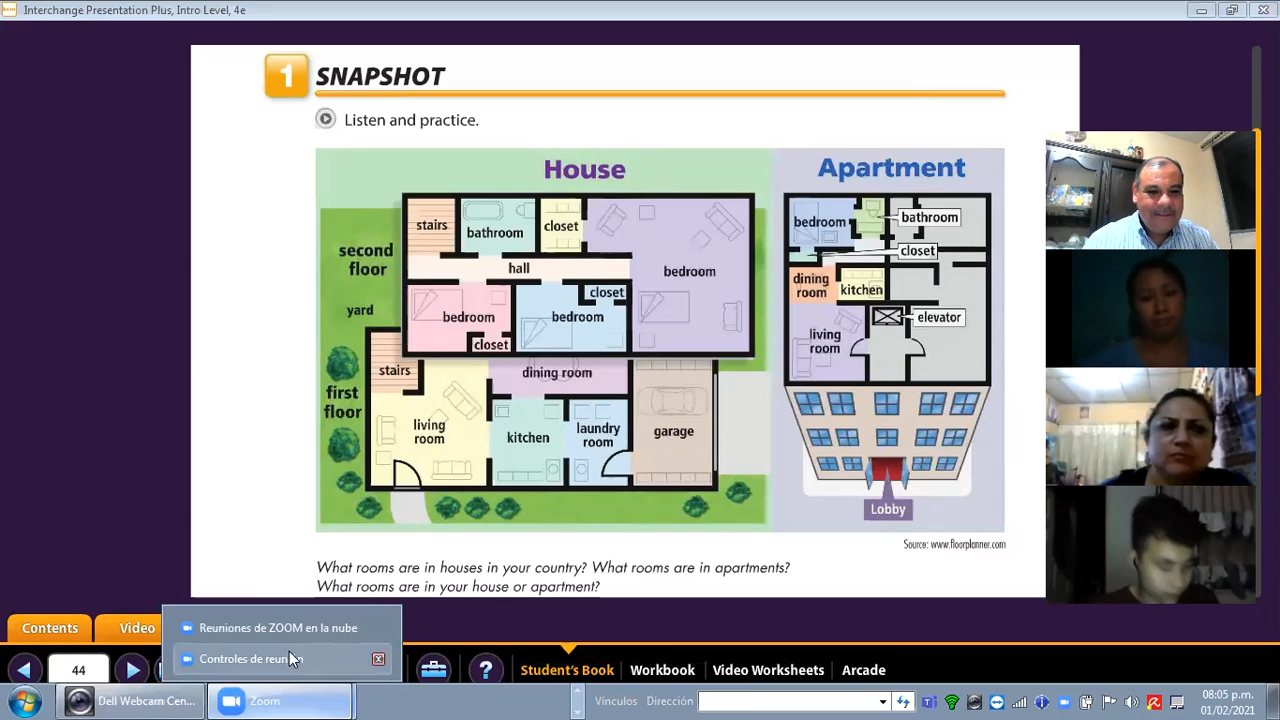 Interchange Presentation Plus, Intro Level, 4e
1 SNAPSHOT
Listen and practice.
House
Apartment
second
floor
yard
stairs
bathroom
closet
hall
bedroom
bedroom
closet
bedroom
closet
first
floor
stairs
dining room
living
room
kitchen
laundry
room
garage
bedroom
bathroom
closet
dining
room
kitchen
elevator
living
room
Lobby
Source: www.floorplanner.com
What rooms are in houses in your country? What rooms are in apartments?
What rooms are in your house or apartment?
Contents
Video
Reuniones de ZOOM en la nube
Controles de reunión
44
?
Student's Book
Workbook
Video Worksheets
Arcade
Dell Webcam Cen...
Zoom
Vínculos
Dirección
08:05 p.m.
01/02/2021